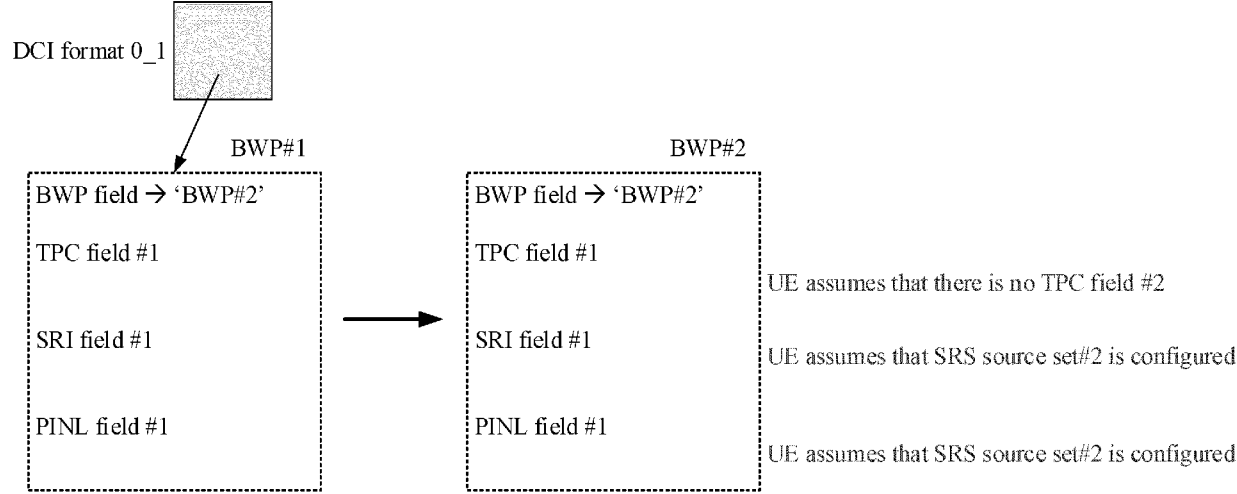 DCI format 0_1
BWP#1
BWP field → ‘BWP#2’
TPC field #1
SRI field #1
PINL field #1
BWP#2
BWP field → ‘BWP#2’
TPC field #1
SRI field #1
PINL field #1
UE assumes that there is no TPC field #2
UE assumes that SRS source set#2 is configured
UE assumes that SRS source set#2 is configured